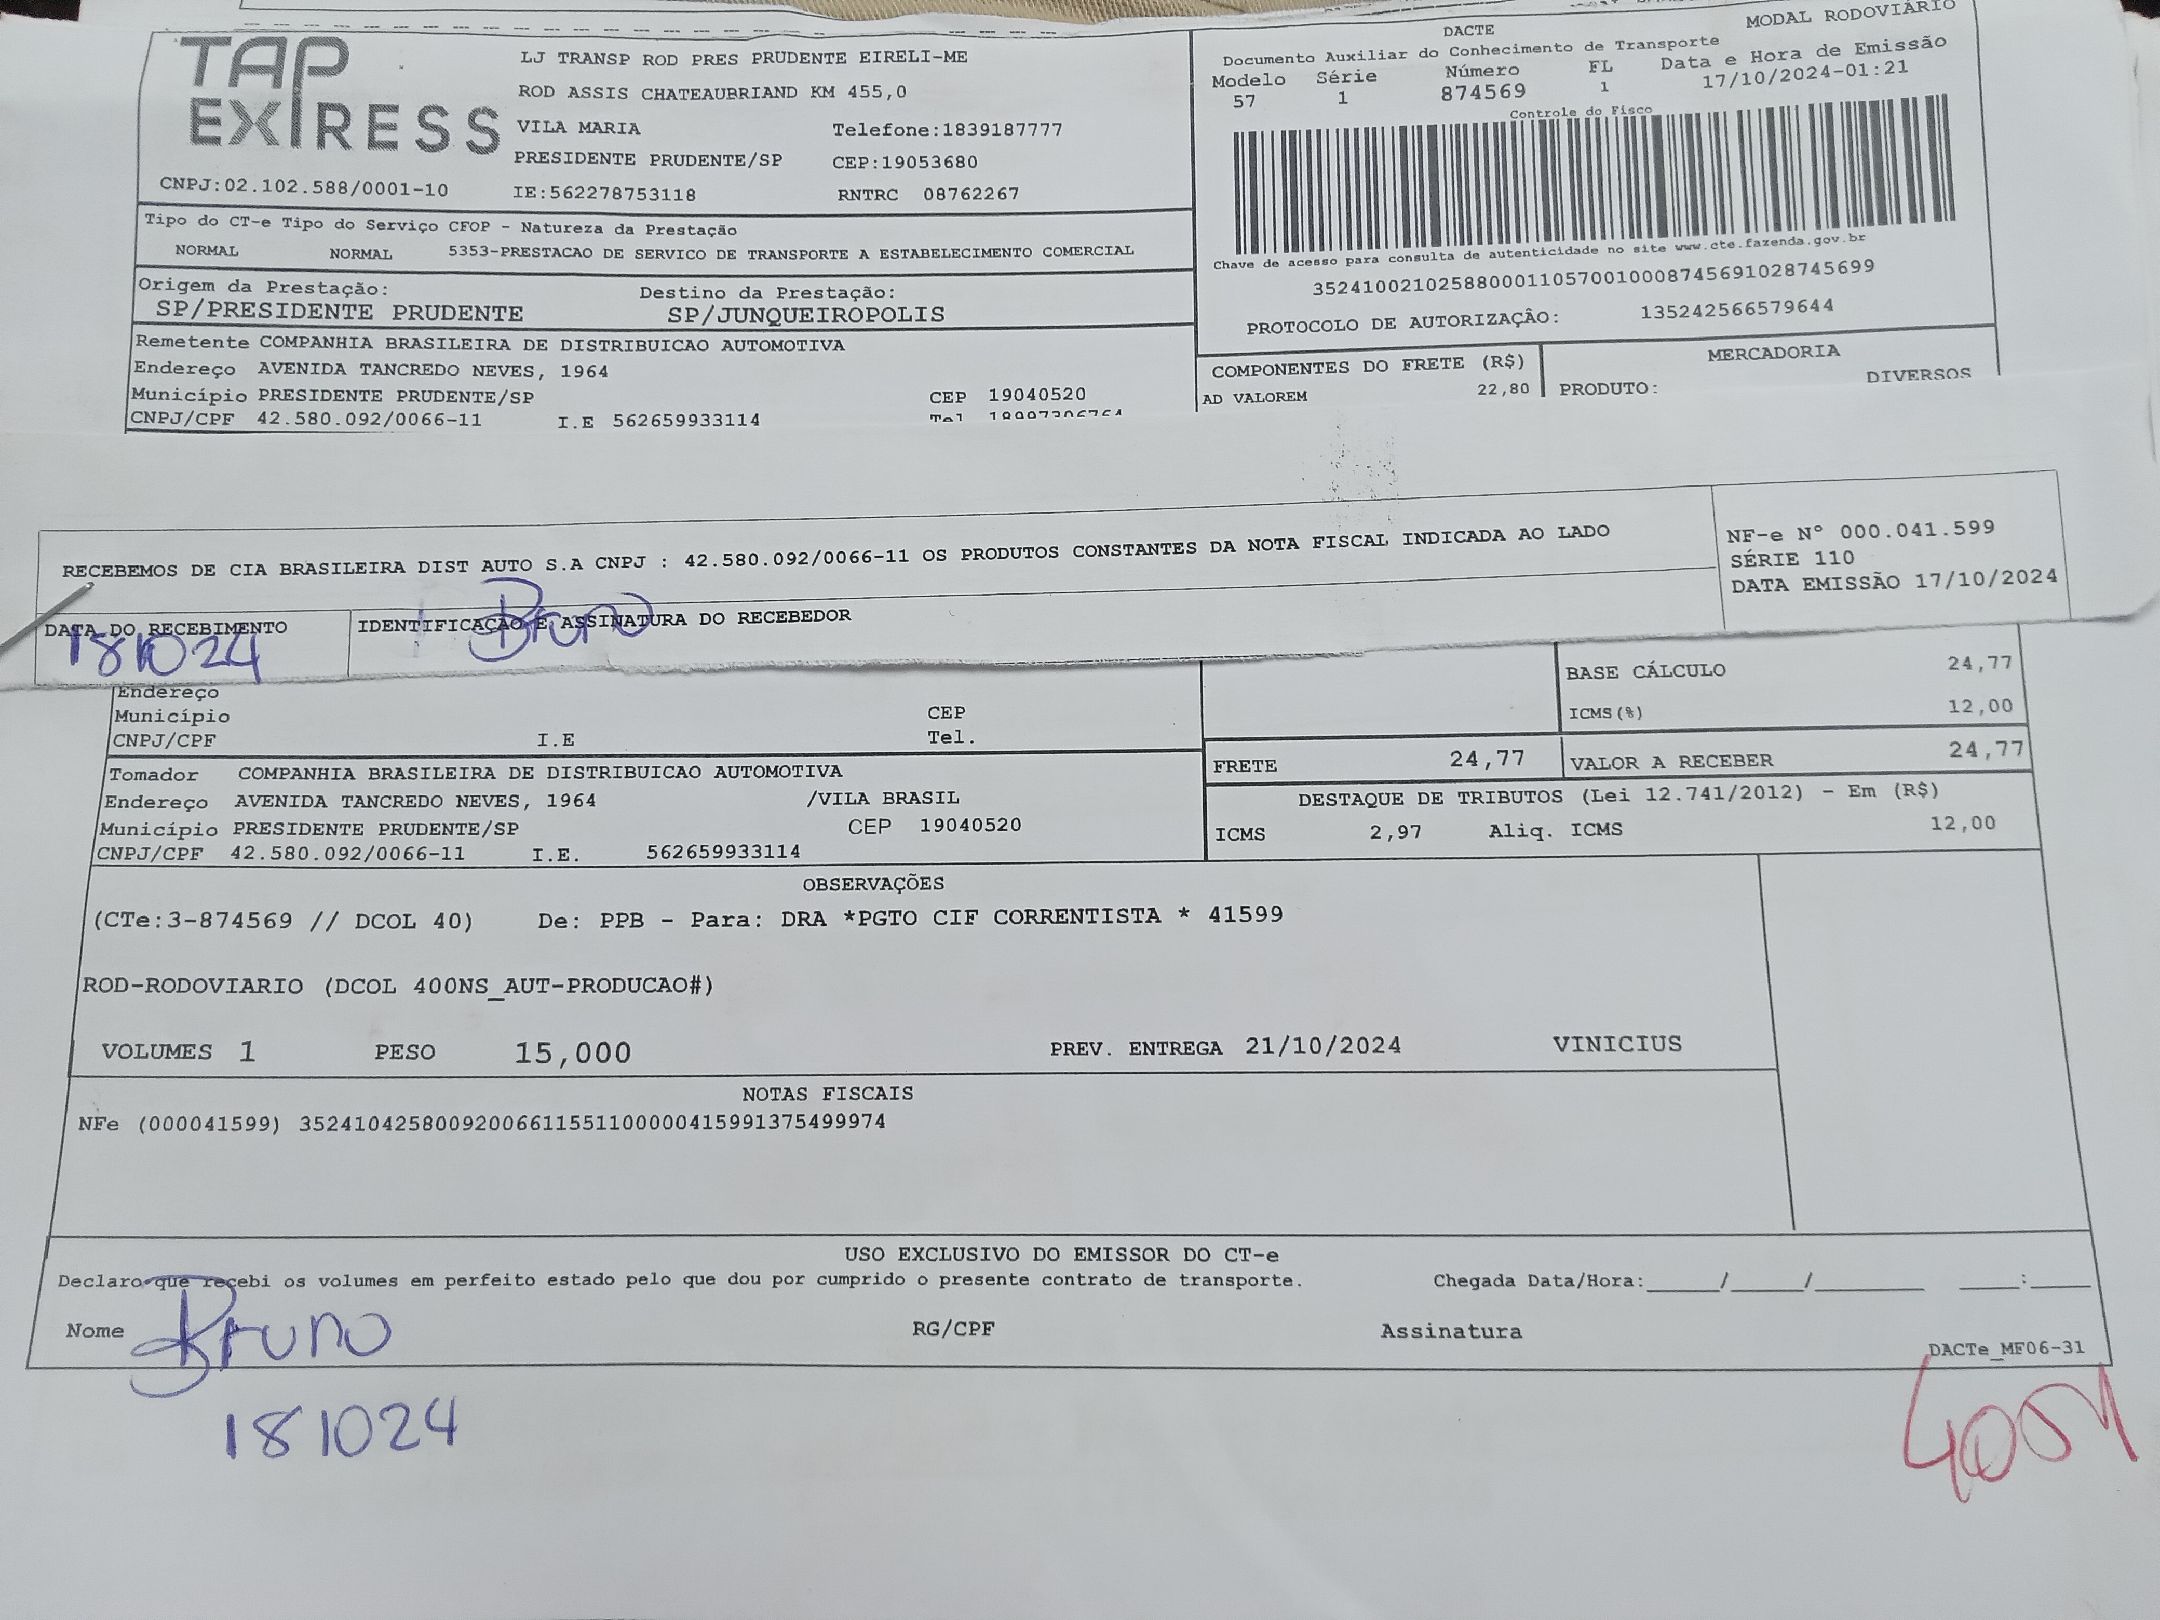 TAP EXPRESS
LJ TRANSP ROD PRES PRUDENTE EIRELI-ME
ROD ASSIS CHATEAUBRIAND KM 455,0
VILA MARIA Telefone:1839187777
PRESIDENTE PRUDENTE/SP CEP:19053680
CNPJ:02.102.588/0001-10 IE:562278753118 RNTRC 08762267
DACTE MODAL RODOVIÁRIO
Documento Auxiliar do Conhecimento de Transporte
Modelo Série Número FL Data e Hora de Emissão
57 1 874569 1 17/10/2024-01:21
Controle do Fisco
Chave de acesso para consulta de autenticidade no site www.cte.fazenda.gov.br
35241002102588000110570010008745691028745699
PROTOCOLO DE AUTORIZAÇÃO: 135242566579644
Tipo do CT-e Tipo do Serviço CFOP - Natureza da Prestação
NORMAL NORMAL 5353-PRESTACAO DE SERVICO DE TRANSPORTE A ESTABELECIMENTO COMERCIAL
Origem da Prestação: Destino da Prestação:
SP/PRESIDENTE PRUDENTE SP/JUNQUEIROPOLIS
Remetente COMPANHIA BRASILEIRA DE DISTRIBUICAO AUTOMOTIVA
Endereço AVENIDA TANCREDO NEVES, 1964
Município PRESIDENTE PRUDENTE/SP CEP 19040520
CNPJ/CPF 42.580.092/0066-11 I.E 562659933114 Tel 18997306764
COMPONENTES DO FRETE (R$) MERCADORIA
AD VALOREM 22,80 PRODUTO: DIVERSOS
RECEBEMOS DE CIA BRASILEIRA DIST AUTO S.A CNPJ : 42.580.092/0066-11 OS PRODUTOS CONSTANTES DA NOTA FISCAL INDICADA AO LADO
NF-e N° 000.041.599
SÉRIE 110
DATA EMISSÃO 17/10/2024
DATA DO RECEBIMENTO IDENTIFICAÇÃO E ASSINATURA DO RECEBEDOR
181024 Bruno
Endereço
Município CEP
CNPJ/CPF I.E Tel.
BASE CÁLCULO 24,77
ICMS(%) 12,00
FRETE 24,77 VALOR A RECEBER 24,77
Tomador COMPANHIA BRASILEIRA DE DISTRIBUICAO AUTOMOTIVA
Endereço AVENIDA TANCREDO NEVES, 1964 /VILA BRASIL
Município PRESIDENTE PRUDENTE/SP CEP 19040520
CNPJ/CPF 42.580.092/0066-11 I.E. 562659933114
DESTAQUE DE TRIBUTOS (Lei 12.741/2012) - Em (R$)
ICMS 2,97 Aliq. ICMS 12,00
OBSERVAÇÕES
(CTe:3-874569 // DCOL 40) De: PPB - Para: DRA *PGTO CIF CORRENTISTA * 41599
ROD-RODOVIARIO (DCOL 400NS_AUT-PRODUCAO#)
VOLUMES 1 PESO 15,000 PREV. ENTREGA 21/10/2024 VINICIUS
NOTAS FISCAIS
NFe (000041599) 35241042580092006611551100000415991375499974
USO EXCLUSIVO DO EMISSOR DO CT-e
Declaro que recebi os volumes em perfeito estado pelo que dou por cumprido o presente contrato de transporte. Chegada Data/Hora:_____/_____/_______ ____:____
Nome Bruno RG/CPF Assinatura
DACTe_MF06-31
181024